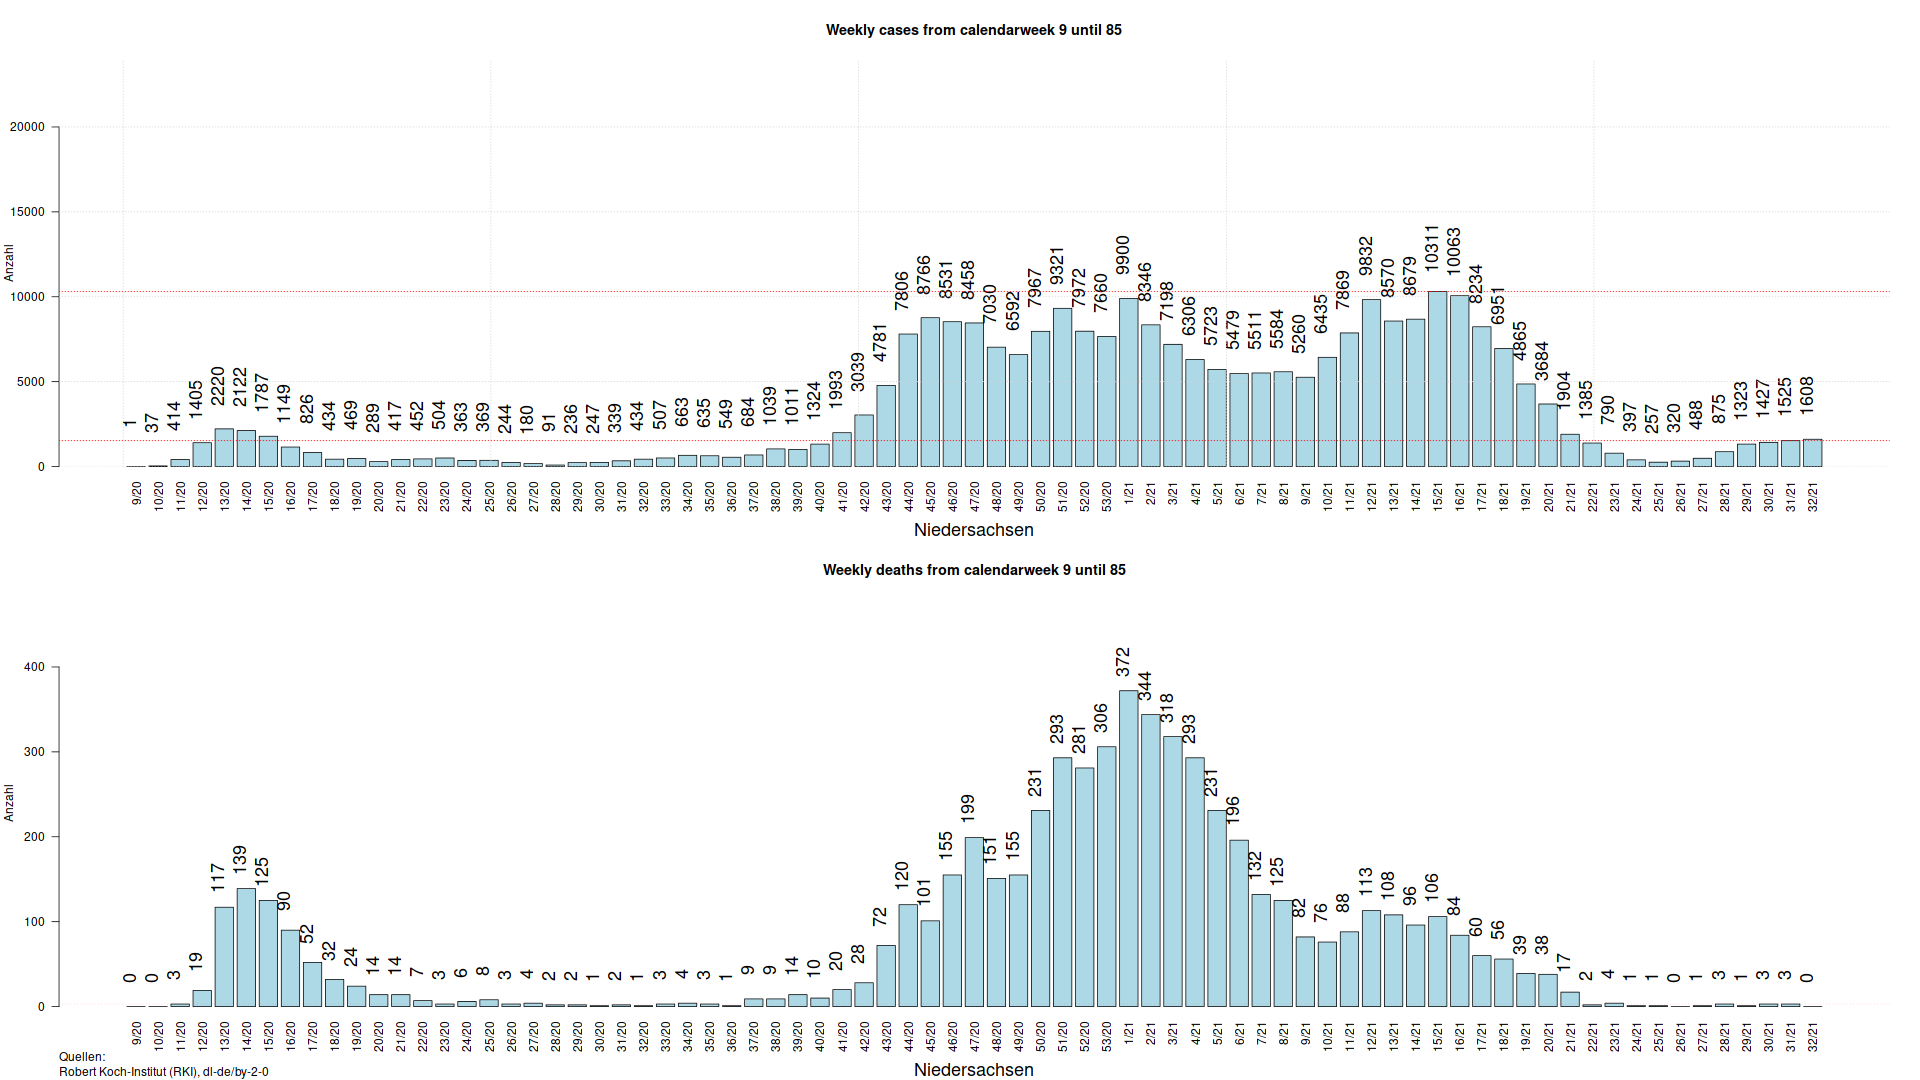 Weekly cases from calendarweek 9 until 85
Anzahl
20000
15000
10000
5000
0
1 37 414 1405 2220 2122 1787 1149 826 434 469 289 417 452 504 363 369 244 180 91 236 247 339 434 507 663 635 549 684 1039 1011 1324 1993 3039 4781 7806 8766 8531 8458 7030 6592 7967 9321 7972 7660 9900 8346 7198 6306 5723 5479 5511 5584 5260 6435 7869 9832 8570 8679 10311 10063 8234 6951 4865 3684 1904 1385 790 397 257 320 488 875 1323 1427 1525 1608
9/20 10/20 11/20 12/20 13/20 14/20 15/20 16/20 17/20 18/20 19/20 20/20 21/20 22/20 23/20 24/20 25/20 26/20 27/20 28/20 29/20 30/20 31/20 32/20 33/20 34/20 35/20 36/20 37/20 38/20 39/20 40/20 41/20 42/20 43/20 44/20 45/20 46/20 47/20 48/20 49/20 50/20 51/20 52/20 53/20 1/21 2/21 3/21 4/21 5/21 6/21 7/21 8/21 9/21 10/21 11/21 12/21 13/21 14/21 15/21 16/21 17/21 18/21 19/21 20/21 21/21 22/21 23/21 24/21 25/21 26/21 27/21 28/21 29/21 30/21 31/21 32/21
Niedersachsen
Weekly deaths from calendarweek 9 until 85
Anzahl
400
300
200
100
0
0 0 3 19 117 139 125 90 52 32 24 14 14 7 3 6 8 3 4 2 2 1 2 1 3 4 3 1 9 9 14 10 20 28 72 120 101 155 199 151 155 231 293 281 306 372 344 318 293 231 196 132 125 82 76 88 113 108 96 106 84 60 56 39 38 17 2 4 1 1 0 1 3 1 3 3 0
9/20 10/20 11/20 12/20 13/20 14/20 15/20 16/20 17/20 18/20 19/20 20/20 21/20 22/20 23/20 24/20 25/20 26/20 27/20 28/20 29/20 30/20 31/20 32/20 33/20 34/20 35/20 36/20 37/20 38/20 39/20 40/20 41/20 42/20 43/20 44/20 45/20 46/20 47/20 48/20 49/20 50/20 51/20 52/20 53/20 1/21 2/21 3/21 4/21 5/21 6/21 7/21 8/21 9/21 10/21 11/21 12/21 13/21 14/21 15/21 16/21 17/21 18/21 19/21 20/21 21/21 22/21 23/21 24/21 25/21 26/21 27/21 28/21 29/21 30/21 31/21 32/21
Niedersachsen
Quellen:
Robert Koch-Institut (RKI), dl-de/by-2-0